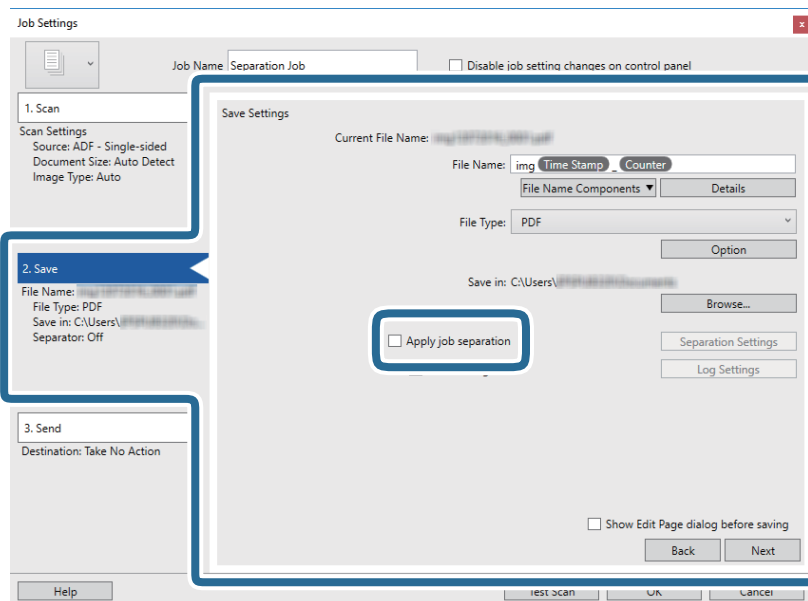 Job Settings
x
Job Name Separation Job
Disable job setting changes on control panel
1. Scan
Scan Settings
Source: ADF - Single-sided
Document Size: Auto Detect
Image Type: Auto
2. Save
File Name:
File Type: PDF
Save in: C:\Users\
Separator: Off
3. Send
Destination: Take No Action
Save Settings
Current File Name:
File Name: img Time Stamp _ Counter
File Name Components ▼ Details
File Type: PDF
Option
Save in: C:\Users\
Browse...
Apply job separation
Separation Settings
Log Settings
Show Edit Page dialog before saving
Back Next
Help Test Scan OK Cancel